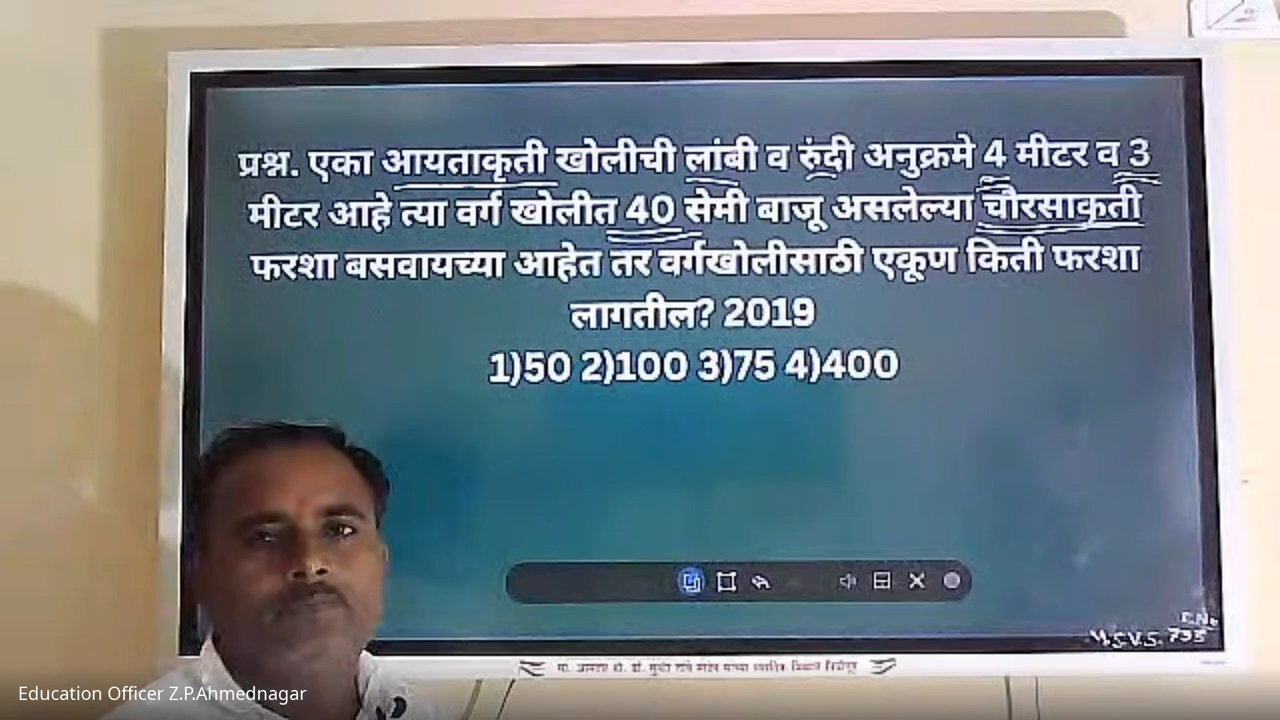 प्रश्न. एका आयताकृती खोलीची लांबी व रुंदी अनुक्रमे 4 मीटर व 3
मीटर आहे त्या वर्ग खोलीत 40 सेमी बाजू असलेल्या चौरसाकृती
फरशा बसवायच्या आहेत तर वर्गखोलीसाठी एकूण किती फरशा
लागतील? 2019
1)50 2)100 3)75 4)400
Education Officer Z.P.Ahmednagar